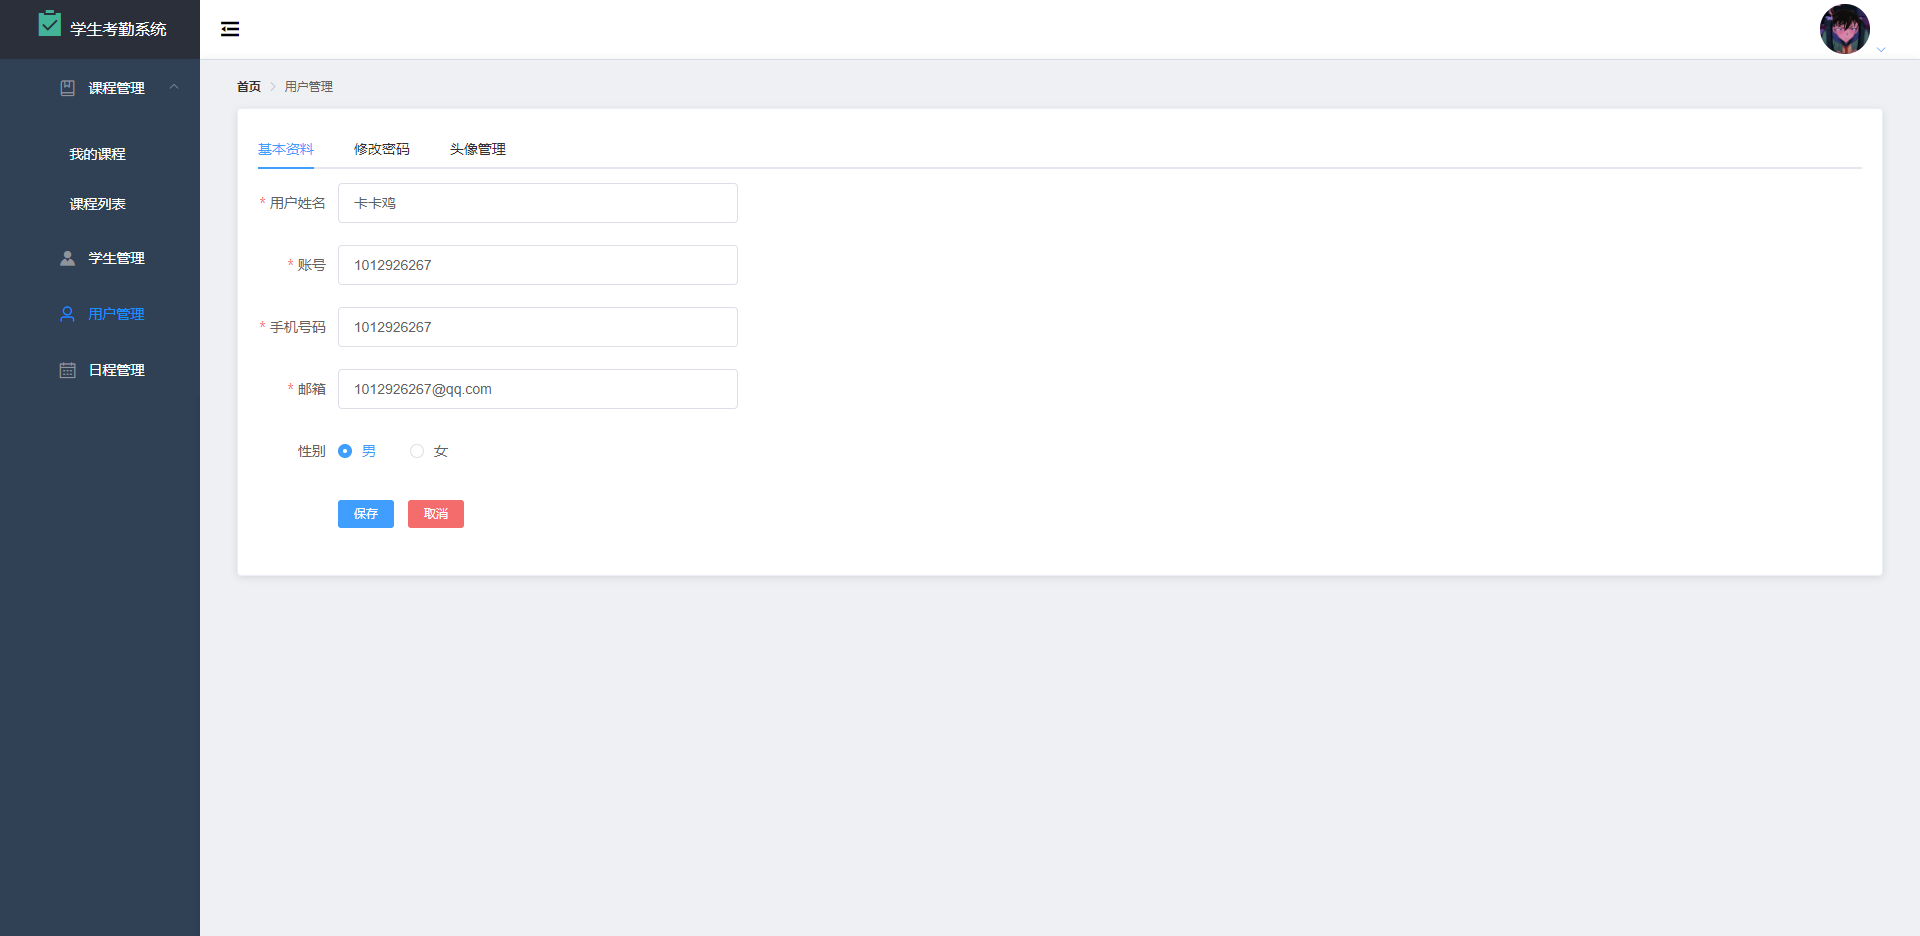 学生考勤系统
课程管理
我的课程
课程列表
学生管理
用户管理
日程管理
首页 用户管理
基本资料 修改密码 头像管理
* 用户姓名 卡卡鸡
* 账号 1012926267
* 手机号码 1012926267
* 邮箱 1012926267@qq.com
性别 男 女
保存 取消